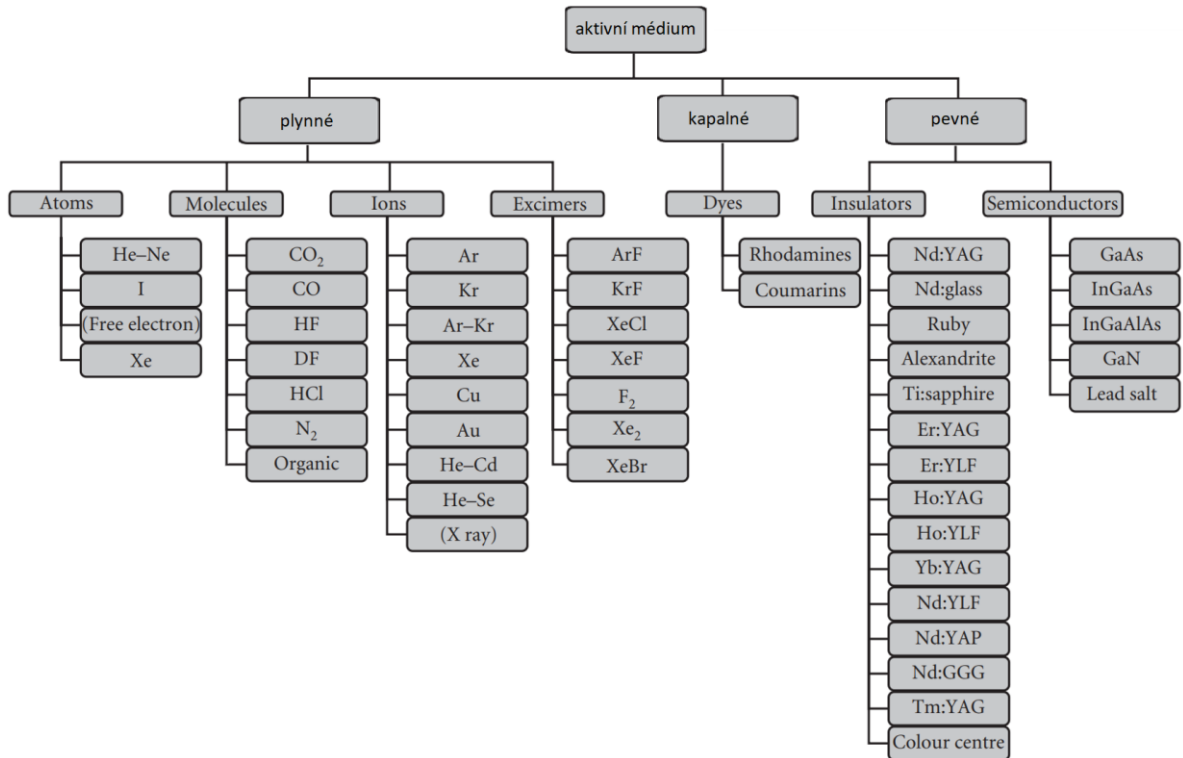 aktivní médium
plynné
kapalné
pevné
Atoms
Molecules
Ions
Excimers
Dyes
Insulators
Semiconductors
He–Ne
I
(Free electron)
Xe
CO₂
CO
HF
DF
HCl
N₂
Organic
Ar
Kr
Ar–Kr
Xe
Cu
Au
He–Cd
He–Se
(X ray)
ArF
KrF
XeCl
XeF
F₂
Xe₂
XeBr
Rhodamines
Coumarins
Nd:YAG
Nd:glass
Ruby
Alexandrite
Ti:sapphire
Er:YAG
Er:YLF
Ho:YAG
Ho:YLF
Yb:YAG
Nd:YLF
Nd:YAP
Nd:GGG
Tm:YAG
Colour centre
GaAs
InGaAs
InGaAlAs
GaN
Lead salt